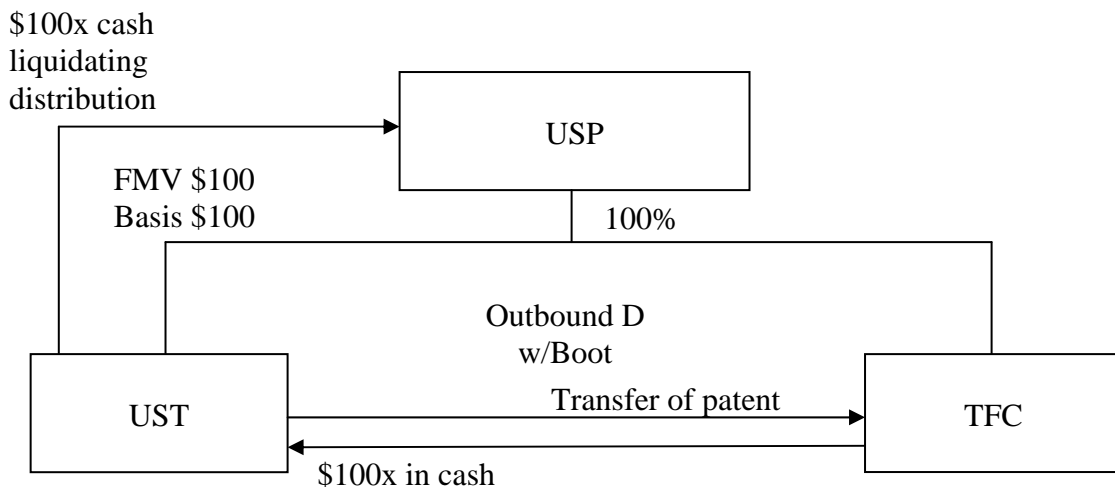 $100x cash
liquidating
distribution
USP
FMV $100
Basis $100
100%
Outbound D
w/Boot
UST
Transfer of patent
TFC
$100x in cash